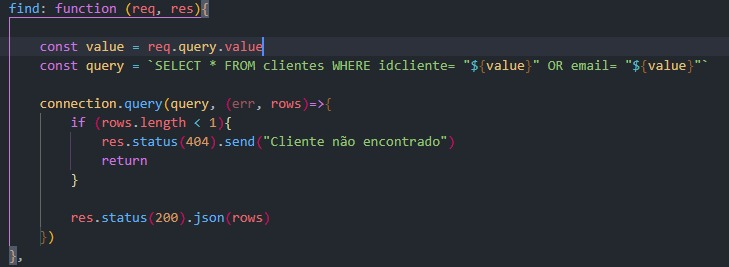 find: function (req, res){
const value = req.query.value
const query = `SELECT * FROM clientes WHERE idcliente= "${value}" OR email= "${value}"`
connection.query(query, (err, rows)=>{
if (rows.length < 1){
res.status(404).send("Cliente não encontrado")
return
}
res.status(200).json(rows)
})
},